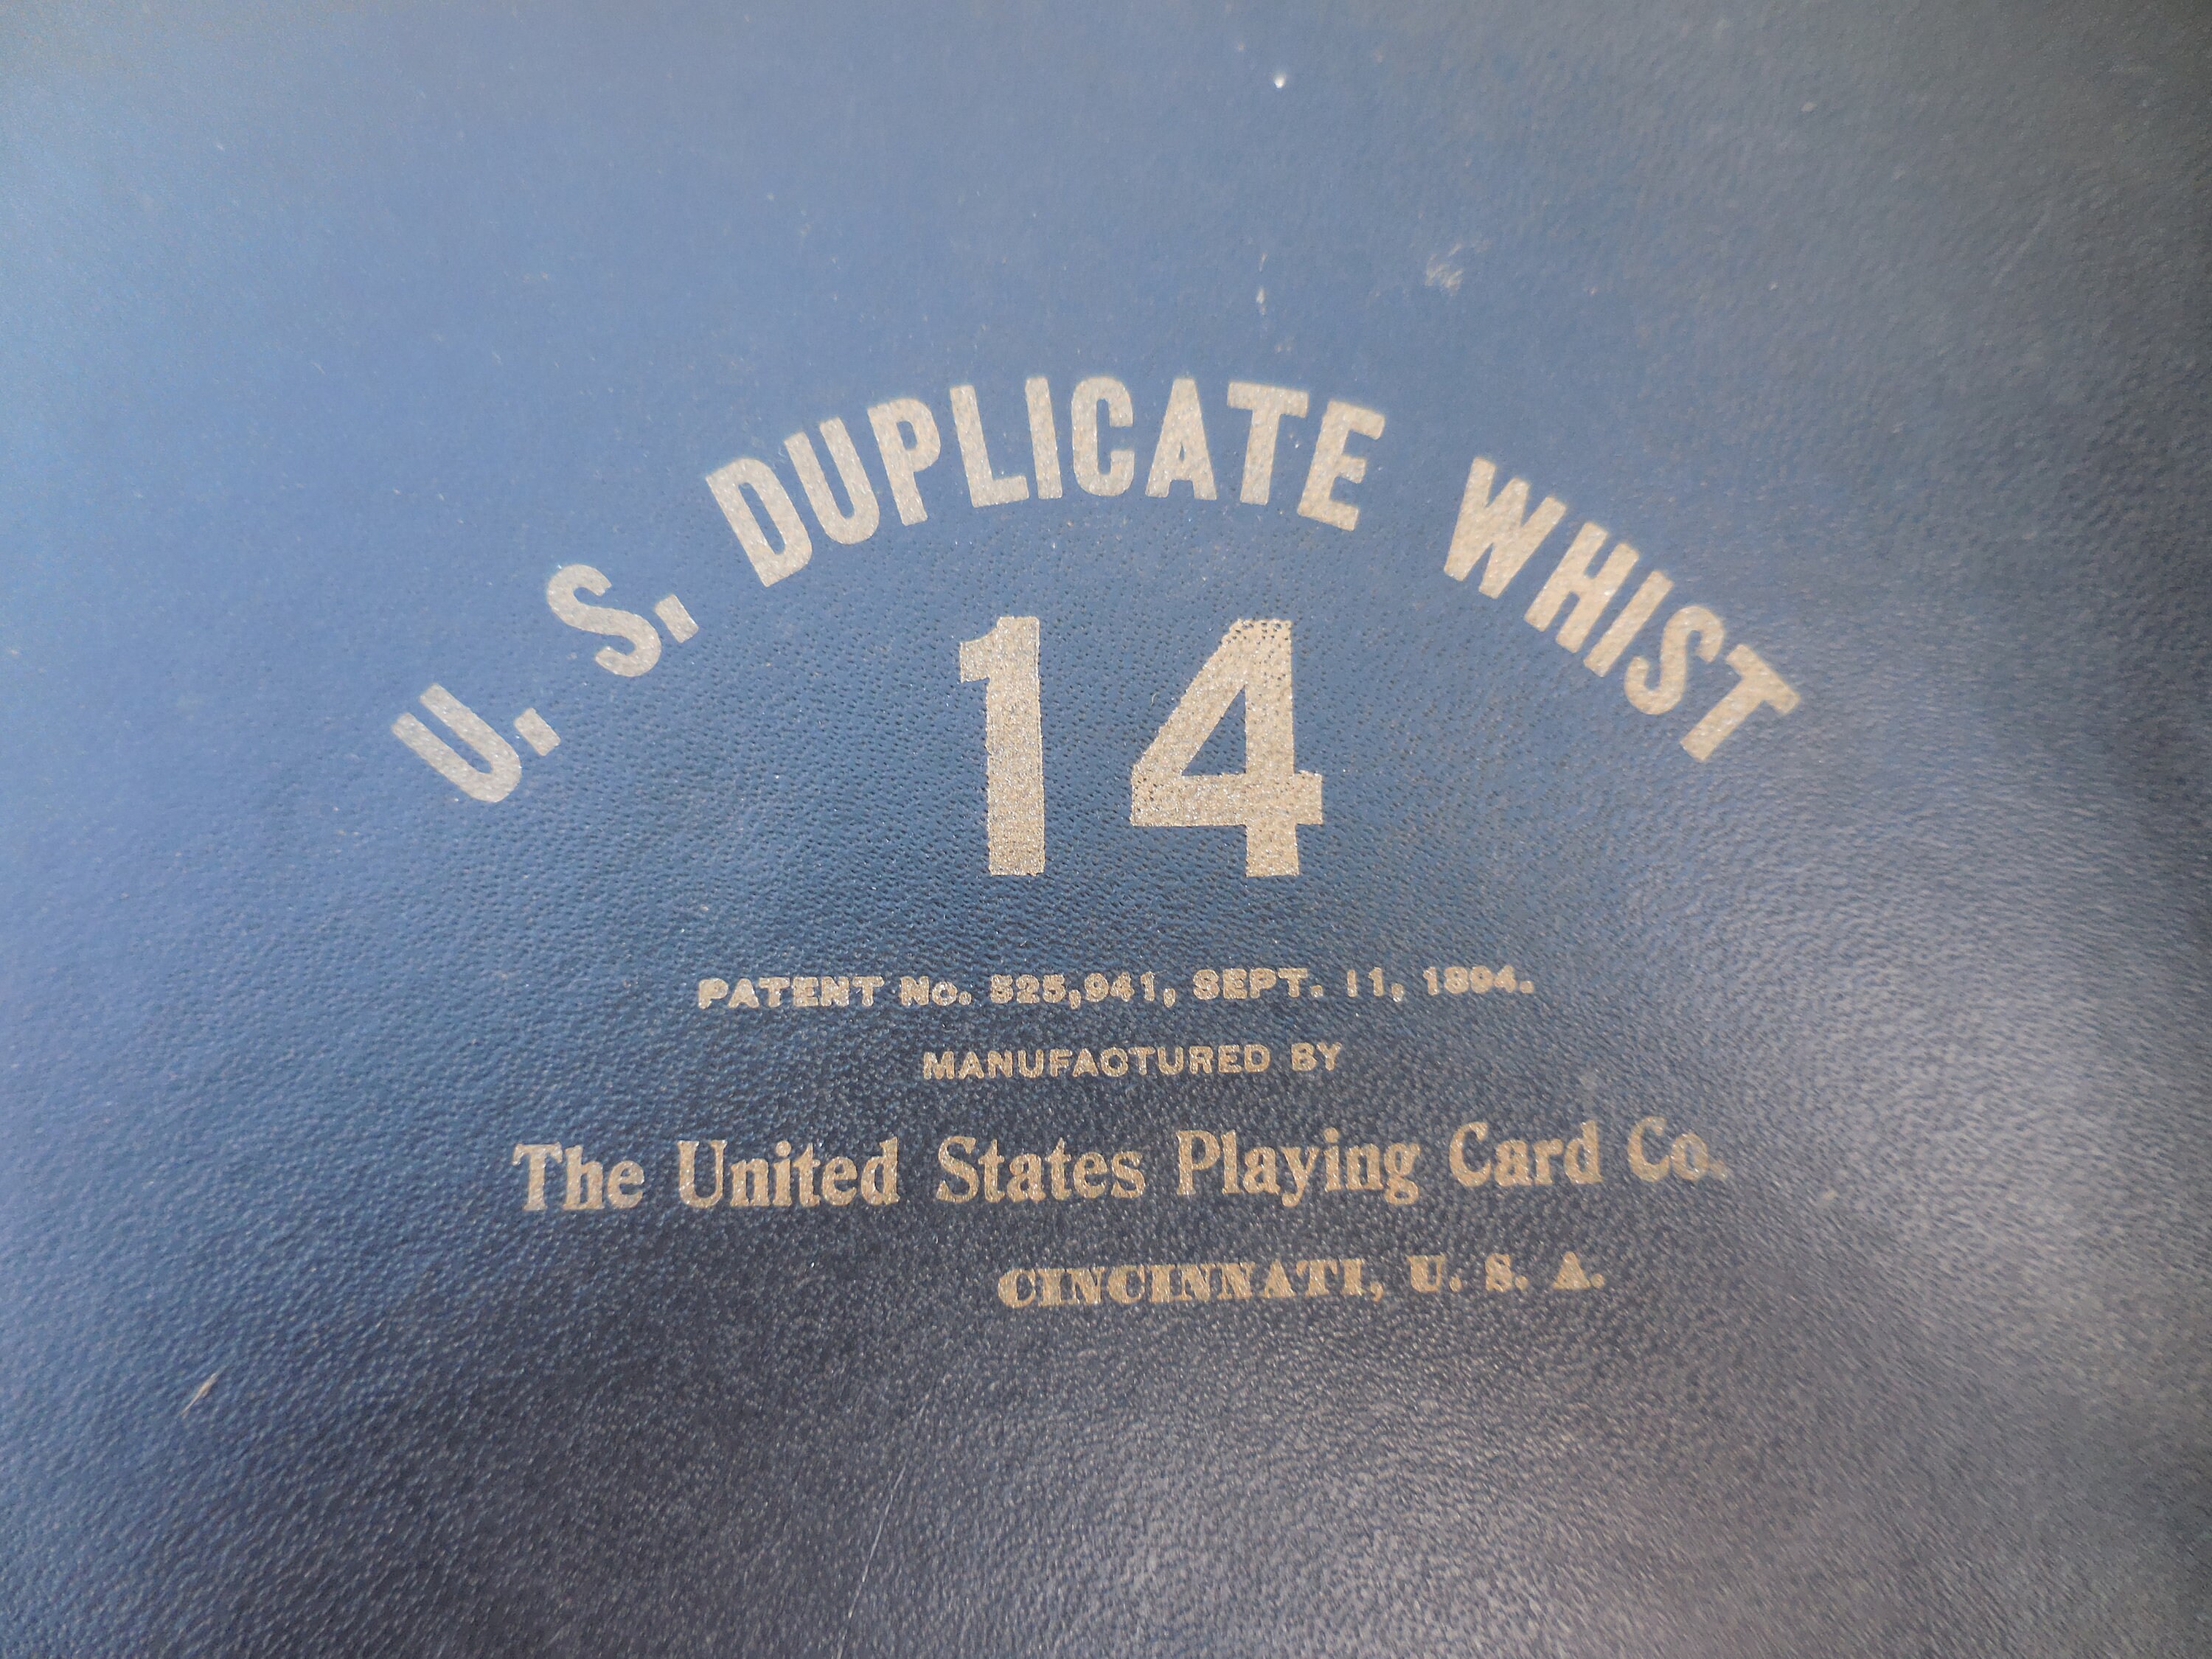 U. S. DUPLICATE WHIST
14
PATENT No. 525,941, SEPT. 11, 1894.
MANUFACTURED BY
The United States Playing Card Co.
CINCINNATI, U. S. A.